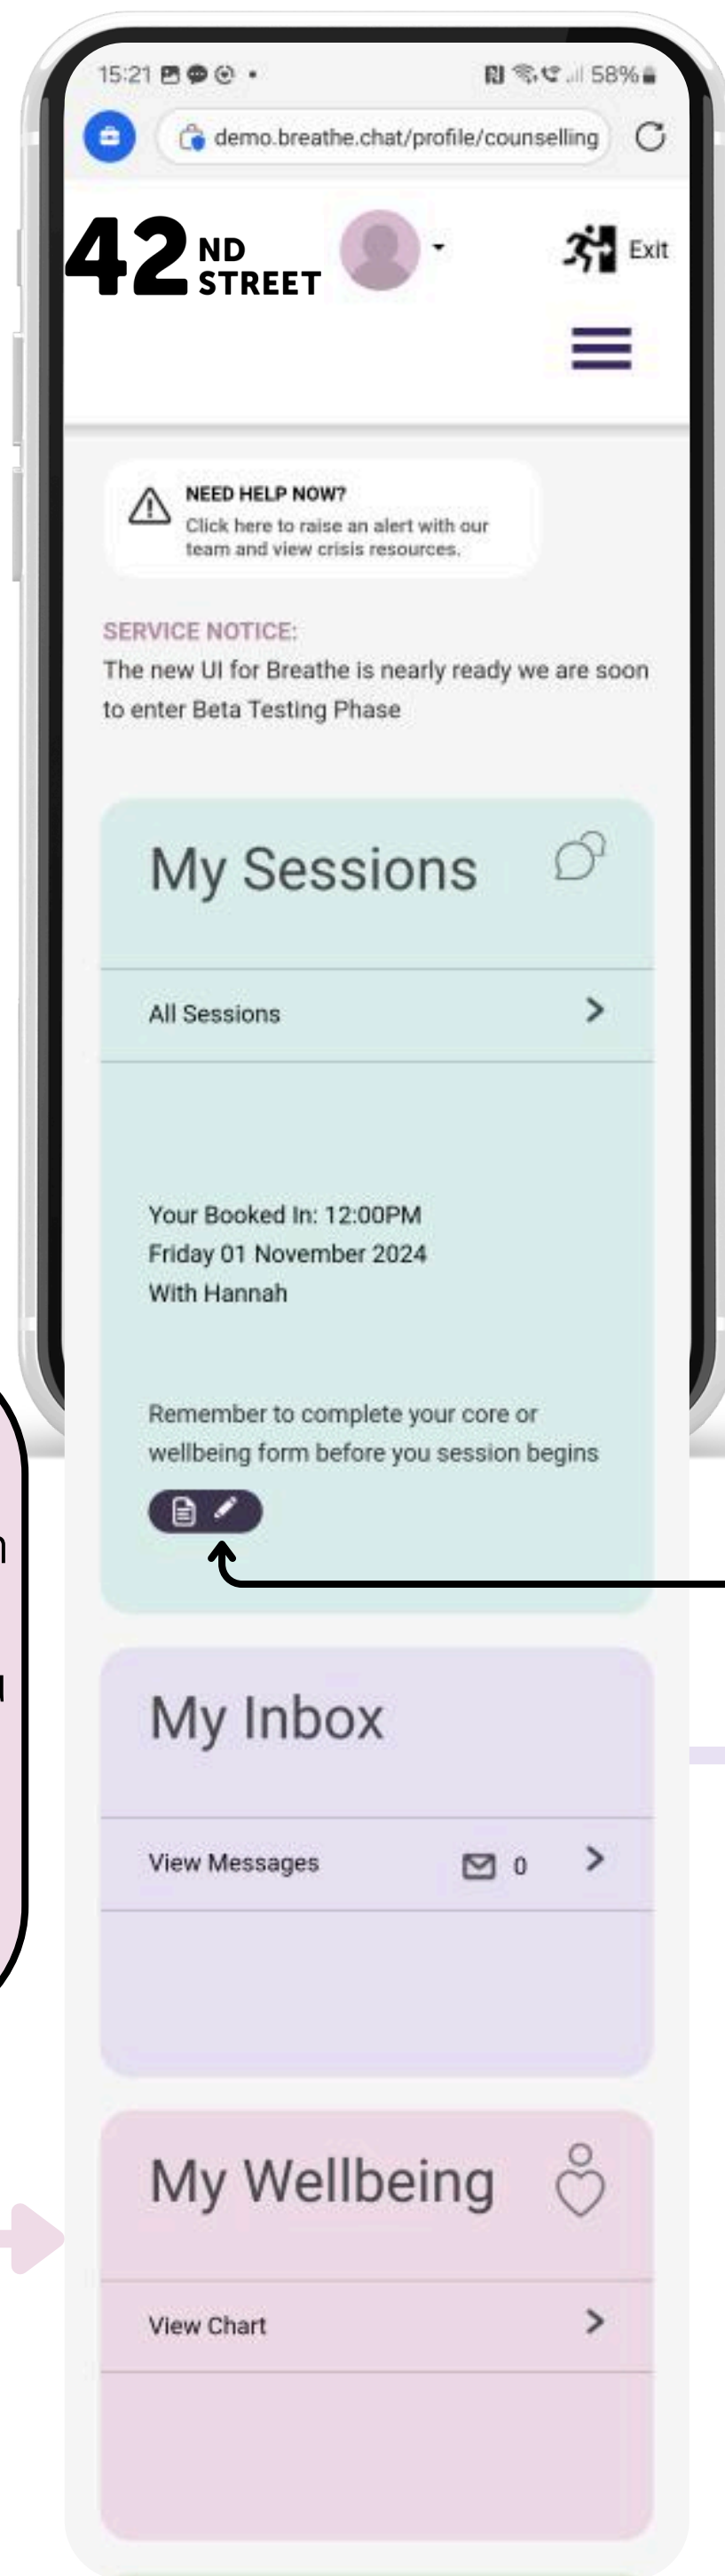 15:21
58%
demo.breathe.chat/profile/counselling
42 ND
STREET
Exit
NEED HELP NOW?
Click here to raise an alert with our
team and view crisis resources.
SERVICE NOTICE:
The new UI for Breathe is nearly ready we are soon
to enter Beta Testing Phase
My Sessions
All Sessions
Your Booked In: 12:00PM
Friday 01 November 2024
With Hannah
Remember to complete your core or
wellbeing form before you session begins
My Inbox
View Messages 0
My Wellbeing
View Chart